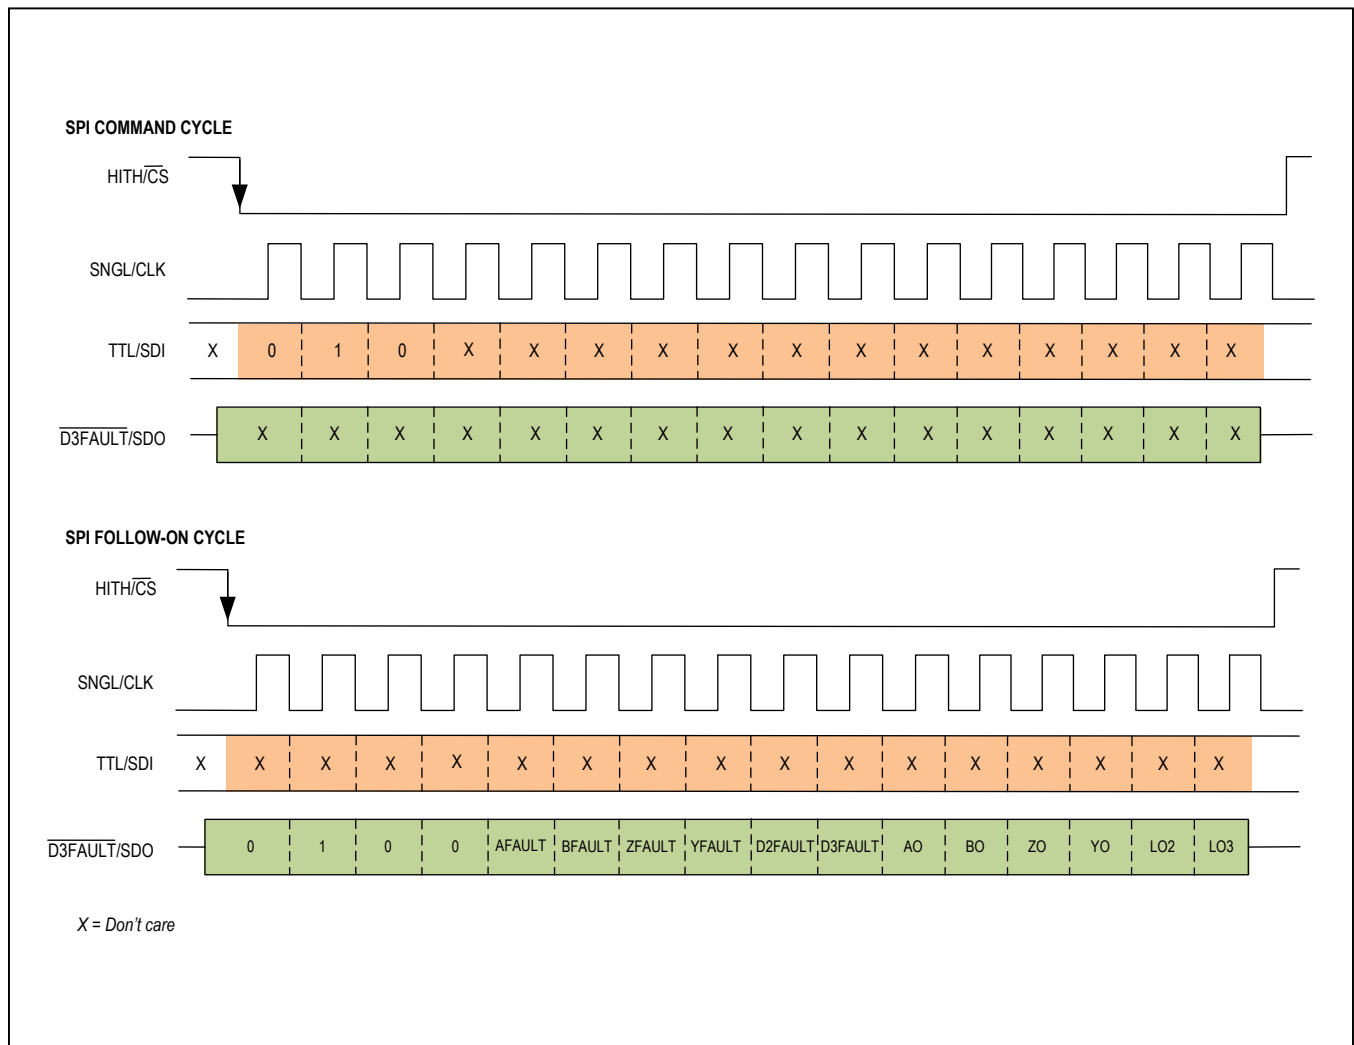 SPI COMMAND CYCLE
HITH/CS
SNGL/CLK
TTL/SDI X 0 1 0 X X X X X X X X X X X X X
D3FAULT/SDO X X X X X X X X X X X X X X X X
SPI FOLLOW-ON CYCLE
HITH/CS
SNGL/CLK
TTL/SDI X X X X X X X X X X X X X X X X X
D3FAULT/SDO 0 1 0 0 AFAULT BFAULT ZFAULT YFAULT D2FAULT D3FAULT AO BO ZO YO LO2 LO3
X = Don't care